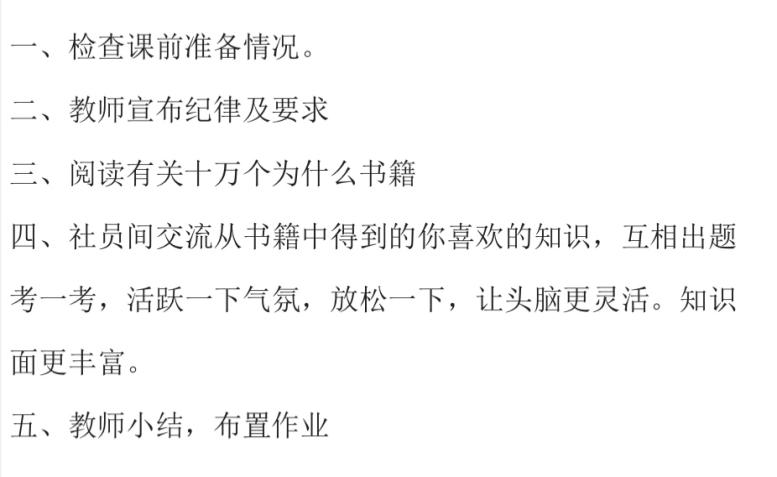 一、检查课前准备情况。
二、教师宣布纪律及要求
三、阅读有关十万个为什么书籍
四、社员间交流从书籍中得到的你喜欢的知识，互相出题
考一考，活跃一下气氛，放松一下，让头脑更灵活。知识
面更丰富。
五、教师小结，布置作业